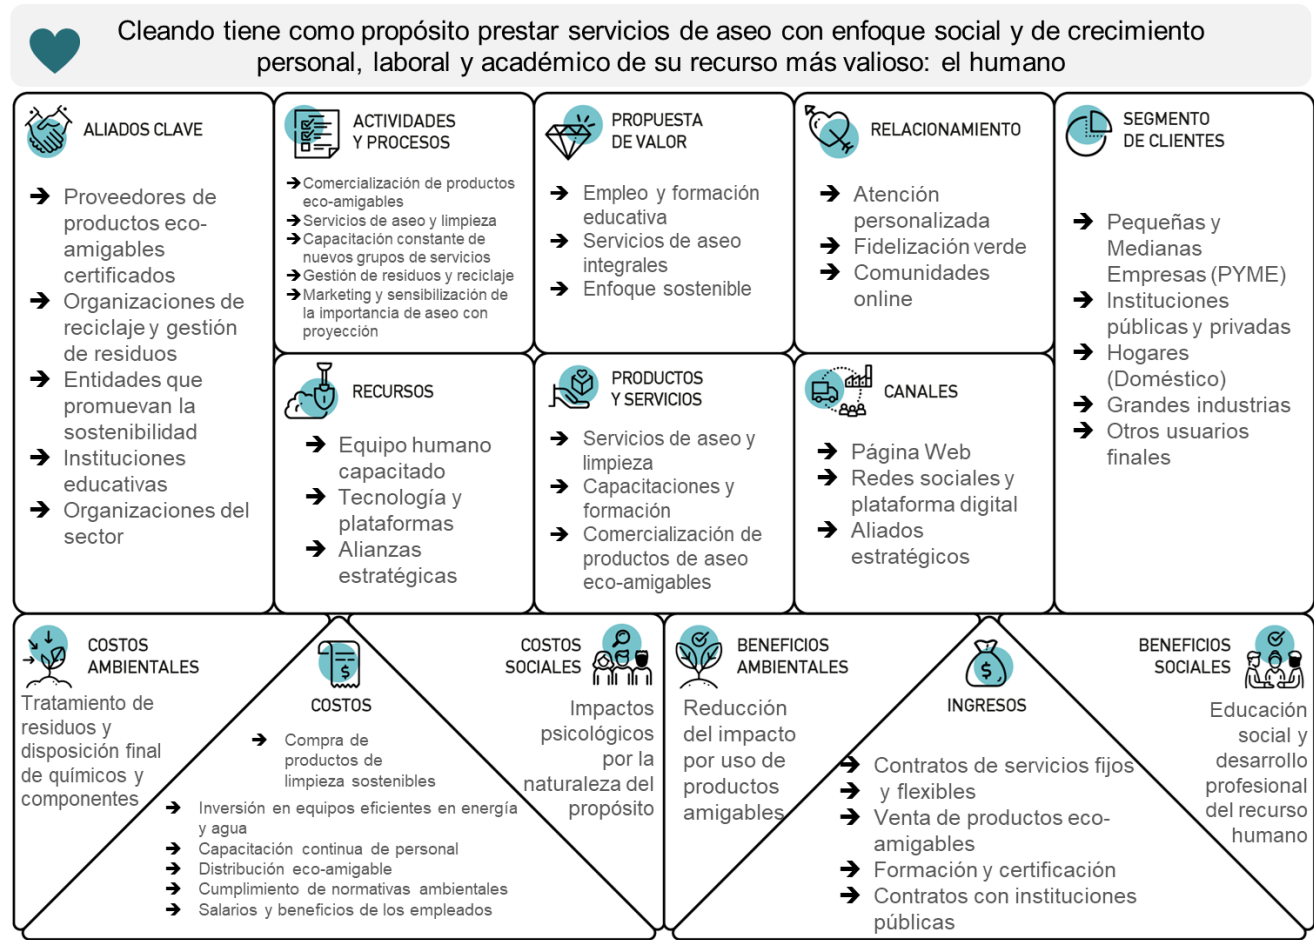 Cleando tiene como propósito prestar servicios de aseo con enfoque social y de crecimiento
personal, laboral y académico de su recurso más valioso: el humano
ALIADOS CLAVE
➔ Proveedores de
productos eco-
amigables
certificados
➔ Organizaciones de
reciclaje y gestión
de residuos
➔ Entidades que
promuevan la
sostenibilidad
➔ Instituciones
educativas
➔ Organizaciones del
sector
ACTIVIDADES
Y PROCESOS
➔ Comercialización de productos
eco-amigables
➔ Servicios de aseo y limpieza
➔ Capacitación constante de
nuevos grupos de servicios
➔ Gestión de residuos y reciclaje
➔ Marketing y sensibilización de
la importancia de aseo con
proyección
RECURSOS
➔ Equipo humano
capacitado
➔ Tecnología y
plataformas
➔ Alianzas
estratégicas
PROPUESTA
DE VALOR
➔ Empleo y formación
educativa
➔ Servicios de aseo
integrales
➔ Enfoque sostenible
PRODUCTOS
Y SERVICIOS
➔ Servicios de aseo y
limpieza
➔ Capacitaciones y
formación
➔ Comercialización de
productos de aseo
eco-amigables
RELACIONAMIENTO
➔ Atención
personalizada
➔ Fidelización verde
➔ Comunidades
online
CANALES
➔ Página Web
➔ Redes sociales y
plataforma digital
➔ Aliados
estratégicos
SEGMENTO
DE CLIENTES
➔ Pequeñas y
Medianas
Empresas (PYME)
➔ Instituciones
públicas y privadas
➔ Hogares
(Doméstico)
➔ Grandes industrias
➔ Otros usuarios
finales
COSTOS
AMBIENTALES
Tratamiento de
residuos y
disposición final
de químicos y
componentes
$
COSTOS
➔ Compra de
productos de
limpieza sostenibles
➔ Inversión en equipos eficientes en energía
y agua
➔ Capacitación continua de personal
➔ Distribución eco-amigable
➔ Cumplimiento de normativas ambientales
➔ Salarios y beneficios de los empleados
COSTOS
SOCIALES
Impactos
psicológicos
por la
naturaleza del
propósito
BENEFICIOS
AMBIENTALES
Reducción
del impacto
por uso de
productos
amigables
$
INGRESOS
➔ Contratos de servicios fijos
➔ y flexibles
➔ Venta de productos eco-
amigables
➔ Formación y certificación
➔ Contratos con instituciones
públicas
BENEFICIOS
SOCIALES
Educación
social y
desarrollo
profesional
del recurso
humano